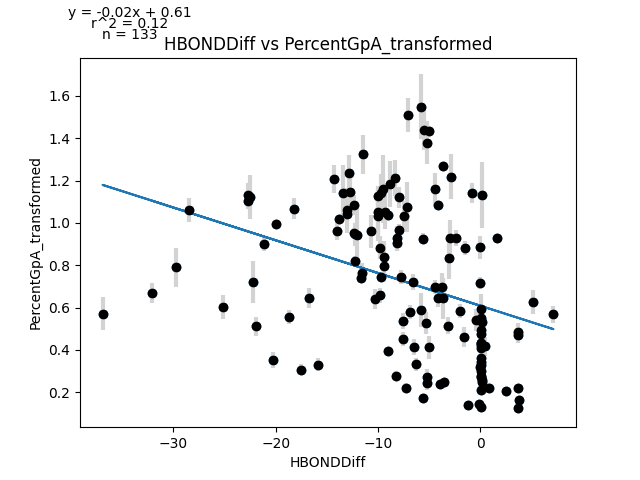 y = -0.02x + 0.61
r^2 = 0.12
n = 133
HBONDDiff vs PercentGpA_transformed
PercentGpA_transformed
1.6
1.4
1.2
1.0
0.8
0.6
0.4
0.2
−30
−20
−10
0
HBONDDiff